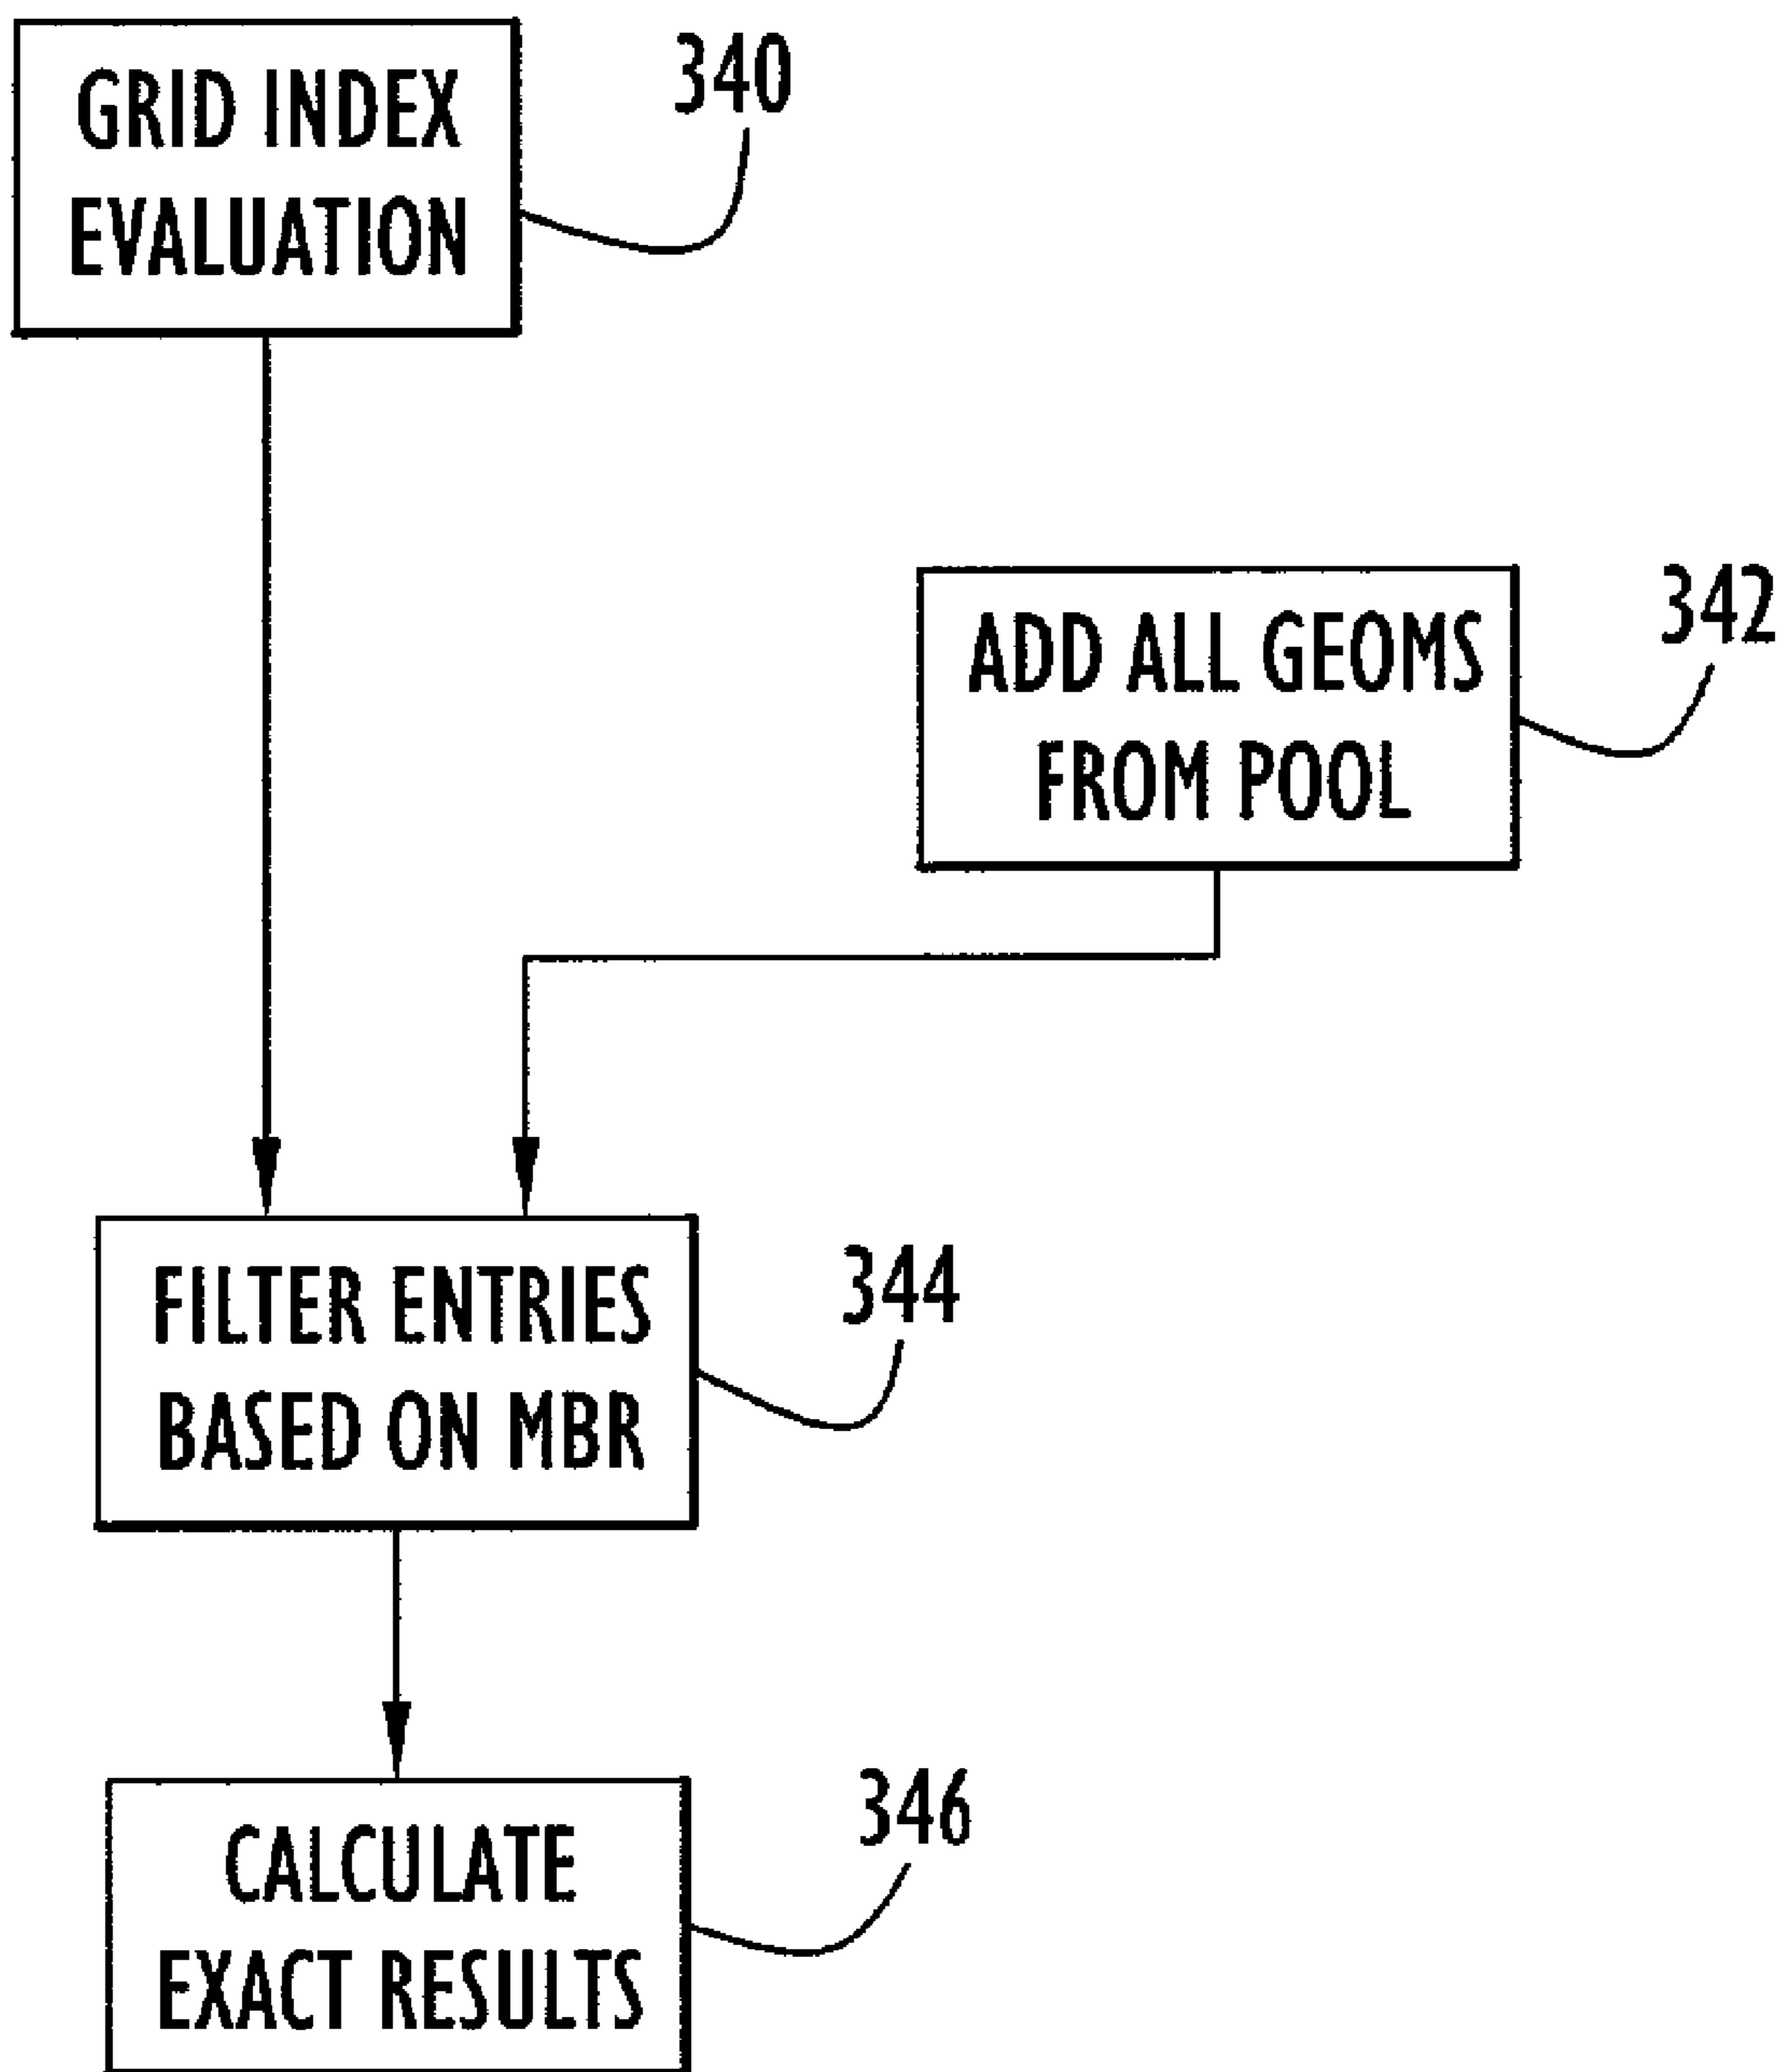 GRID INDEX
EVALUATION
340
ADD ALL GEOMS
FROM POOL
342
FILTER ENTRIES
BASED ON MBR
344
CALCULATE
EXACT RESULTS
346